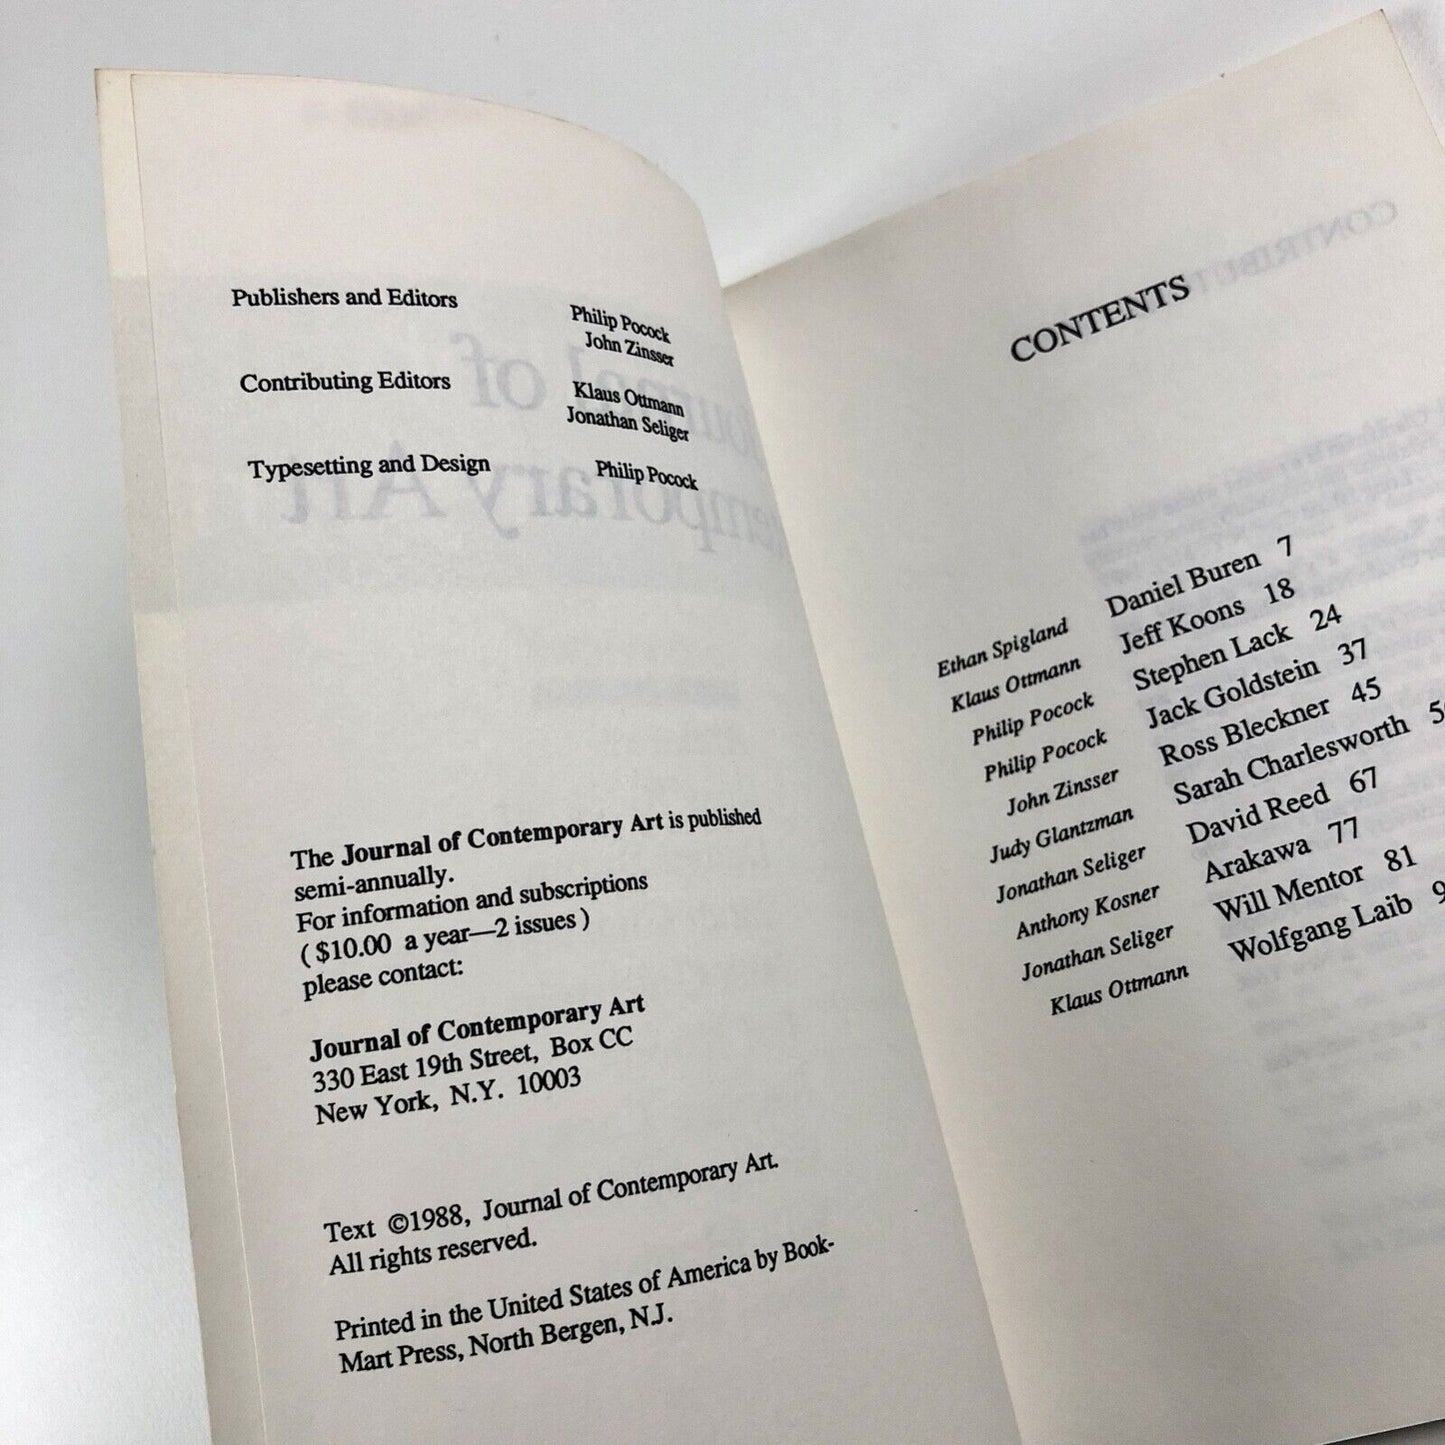 Publishers and Editors Philip Pocock
John Zinsser
Contributing Editors Klaus Ottmann
Jonathan Seliger
Typesetting and Design Philip Pocock
The Journal of Contemporary Art is published
semi-annually.
For information and subscriptions
( $10.00 a year—2 issues )
please contact:
Journal of Contemporary Art
330 East 19th Street, Box CC
New York, N.Y. 10003
Text ©1988, Journal of Contemporary Art.
All rights reserved.
Printed in the United States of America by Book-
Mart Press, North Bergen, N.J.
CONTENTS
Ethan Spigland Daniel Buren 7
Klaus Ottmann Jeff Koons 18
Philip Pocock Stephen Lack 24
Philip Pocock Jack Goldstein 37
John Zinsser Ross Bleckner 45
Judy Glantzman Sarah Charlesworth
Jonathan Seliger David Reed 67
Anthony Kosner Arakawa 77
Jonathan Seliger Will Mentor 81
Klaus Ottmann Wolfgang Laib